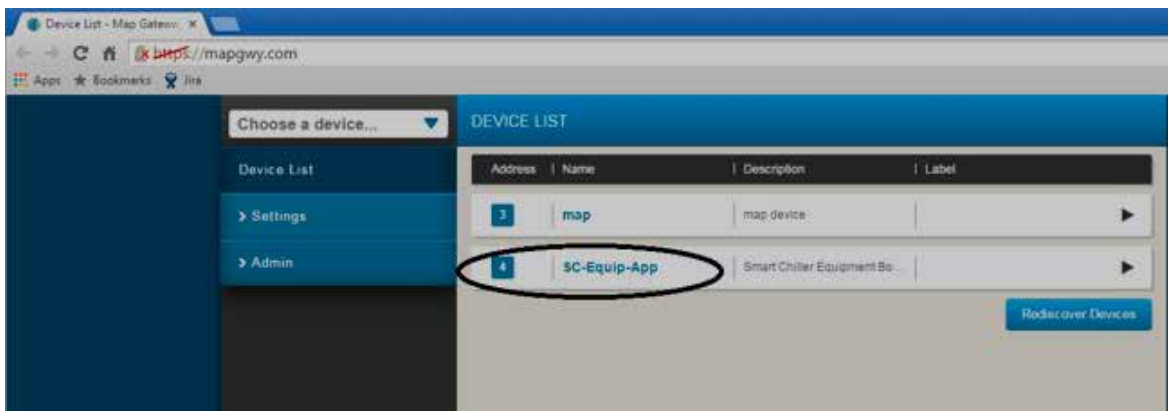 Device List - Map Gatew
https://mapgwy.com
Apps Bookmarks Jira
Choose a device...
Device List
Settings
Admin
DEVICE LIST
Address Name Description Label
3 map map device
4 SC-Equip-App Smart Chiller Equipment Bo...
Rediscover Devices